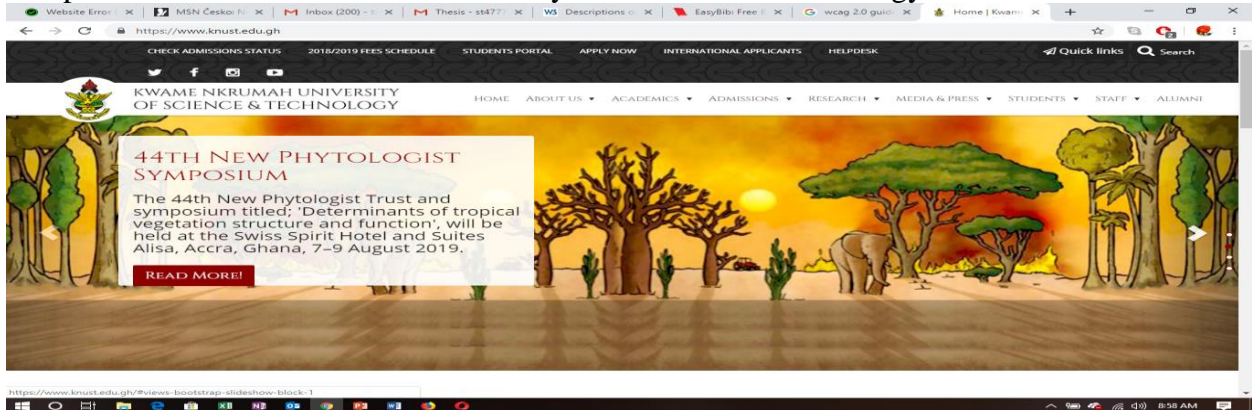 Website Error
MSN Česko
Inbox (200)
Thesis - st477
Descriptions o
EasyBib: Free
wcag 2.0 guid
Home | Kwam
https://www.knust.edu.gh
CHECK ADMISSIONS STATUS 2018/2019 FEES SCHEDULE STUDENTS PORTAL APPLY NOW INTERNATIONAL APPLICANTS HELPDESK
Quick links Search
KWAME NKRUMAH UNIVERSITY
OF SCIENCE & TECHNOLOGY
HOME ABOUT US ACADEMICS ADMISSIONS RESEARCH MEDIA & PRESS STUDENTS STAFF ALUMNI
44TH NEW PHYTOLOGIST
SYMPOSIUM
The 44th New Phytologist Trust and
symposium titled; 'Determinants of tropical
vegetation structure and function', will be
held at the Swiss Spirit Hotel and Suites
Alisa, Accra, Ghana, 7–9 August 2019.
READ MORE!
https://www.knust.edu.gh/#views-bootstrap-slideshow-block-1
8:58 AM